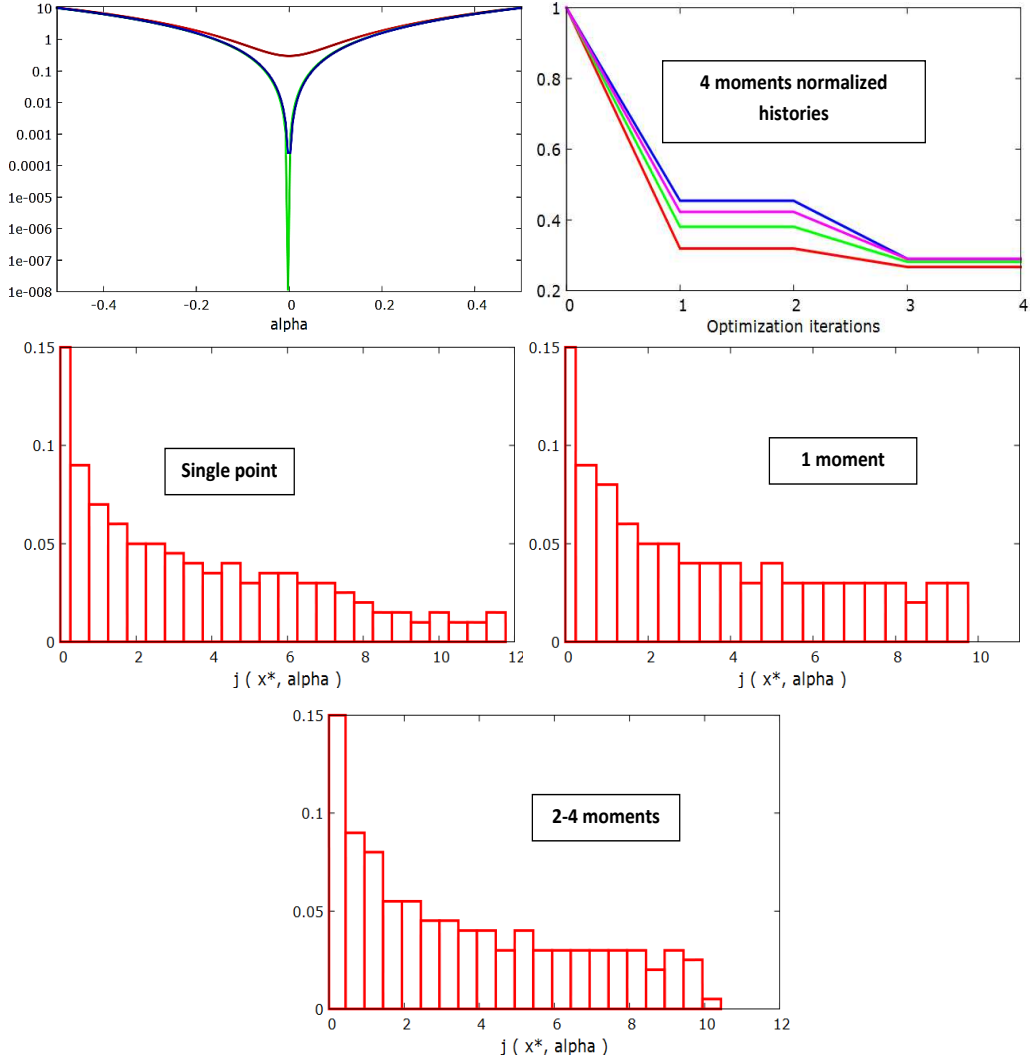 10
1
0.1
0.01
0.001
0.0001
1e-005
1e-006
1e-007
1e-008
-0.4 -0.2 0 0.2 0.4
alpha
1
0.8
0.6
0.4
0.2
4 moments normalized
histories
0 1 2 3 4
Optimization iterations
0.15
0.1
0.05
0
Single point
0 2 4 6 8 10 12
j ( x*, alpha )
0.15
0.1
0.05
0
1 moment
0 2 4 6 8 10
j ( x*, alpha )
0.15
0.1
0.05
0
2-4 moments
0 2 4 6 8 10 12
j ( x*, alpha )